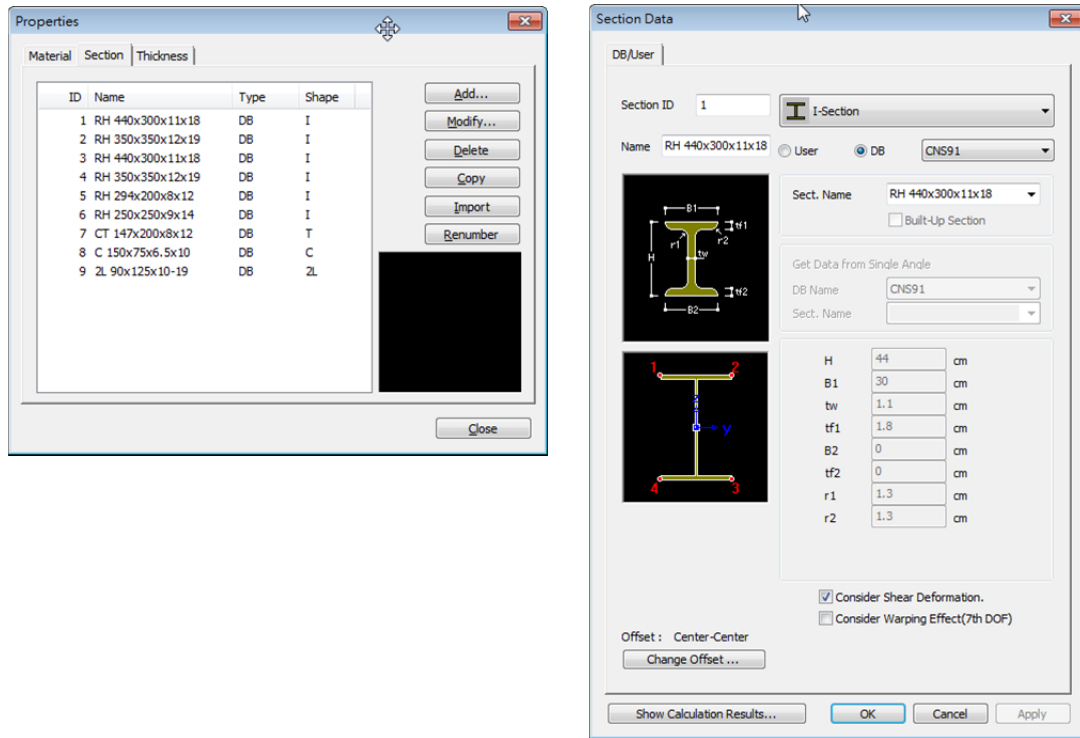 Properties
Material Section Thickness
ID Name Type Shape
1 RH 440x300x11x18 DB I
2 RH 350x350x12x19 DB I
3 RH 440x300x11x18 DB I
4 RH 350x350x12x19 DB I
5 RH 294x200x8x12 DB I
6 RH 250x250x9x14 DB I
7 CT 147x200x8x12 DB T
8 C 150x75x6.5x10 DB C
9 2L 90x125x10-19 DB 2L
Add...
Modify...
Delete
Copy
Import
Renumber
Close
Section Data
DB/User
Section ID 1 I-Section
Name RH 440x300x11x18 User DB CNS91
Sect. Name RH 440x300x11x18
Built-Up Section
Get Data from Single Angle
DB Name CNS91
Sect. Name
B1
tf1
r1 r2
H tw
tf2
B2
1 2
z
y
4 3
H 44 cm
B1 30 cm
tw 1.1 cm
tf1 1.8 cm
B2 0 cm
tf2 0 cm
r1 1.3 cm
r2 1.3 cm
Consider Shear Deformation.
Consider Warping Effect(7th DOF)
Offset : Center-Center
Change Offset ...
Show Calculation Results... OK Cancel Apply